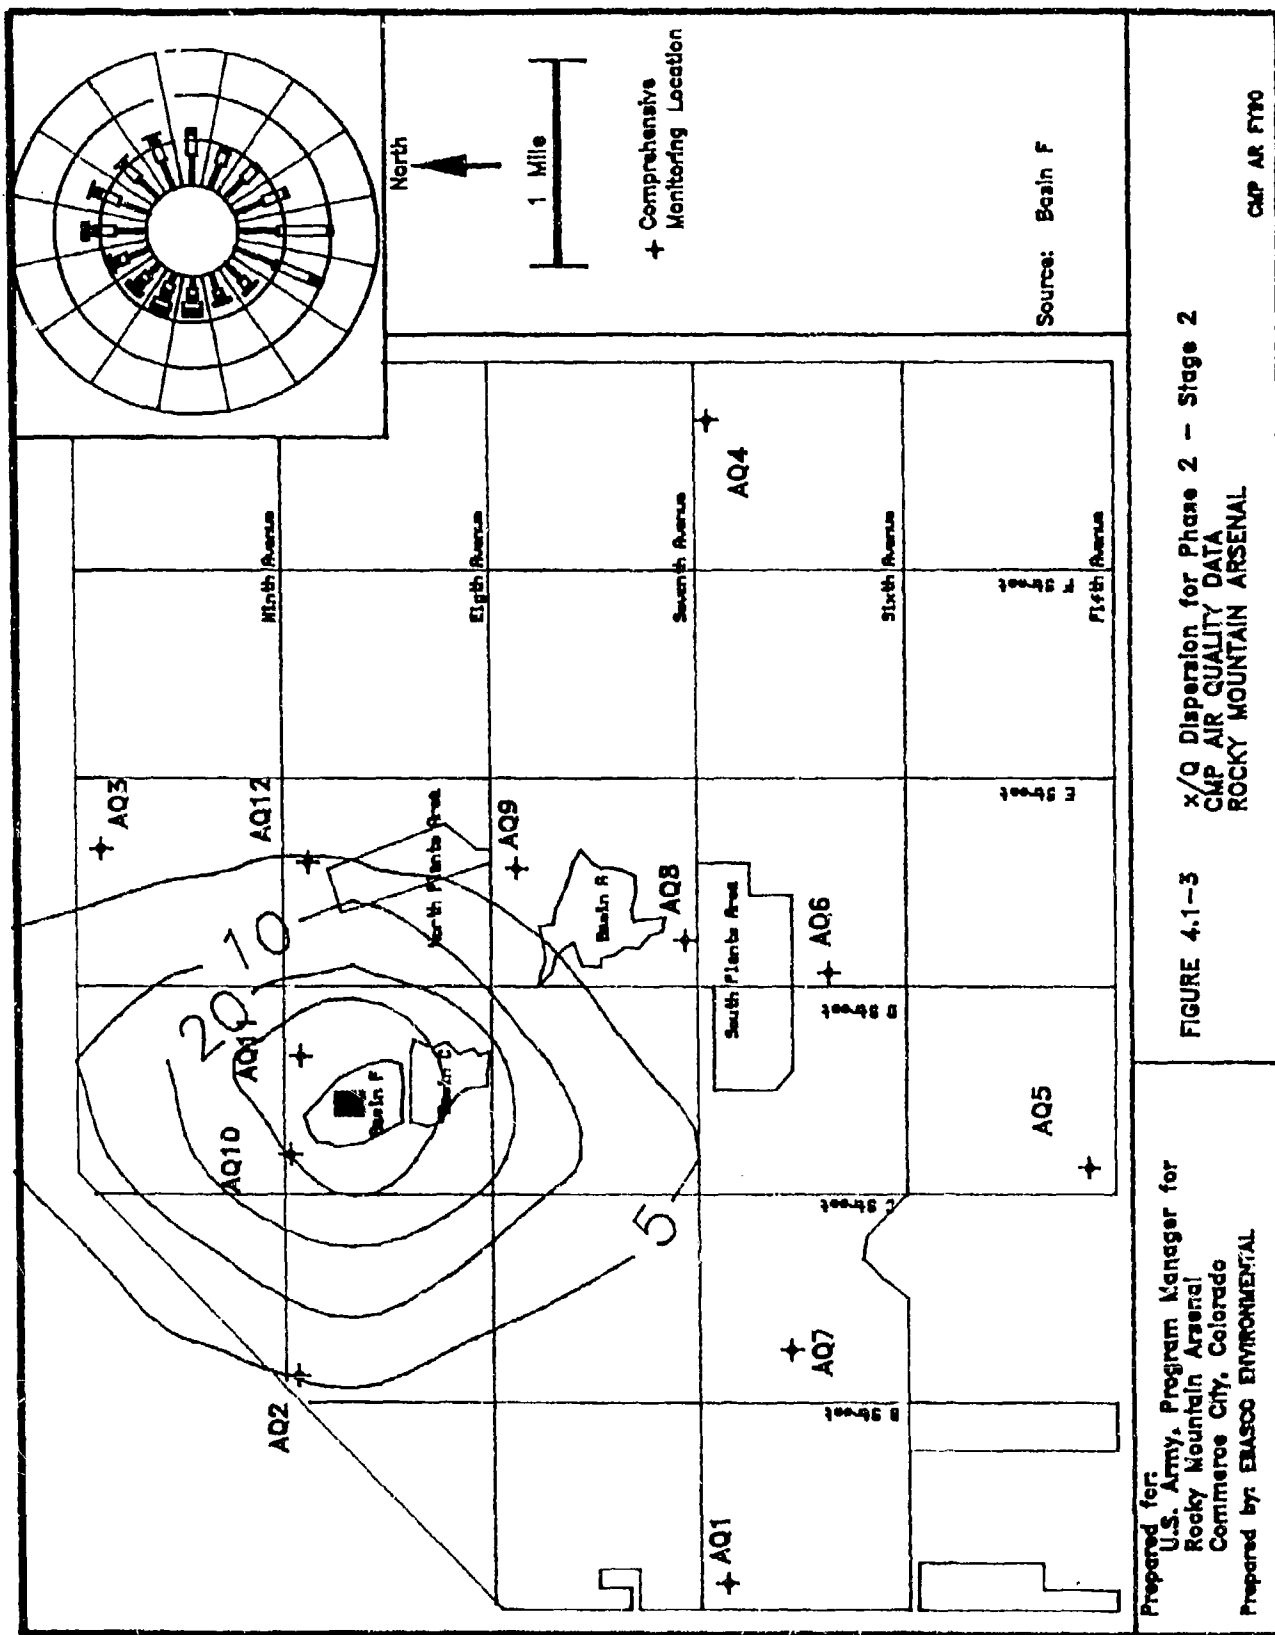 North
1 Mile
+ Comprehensive
Monitoring Location
Source: Basin F
AQ3
AQ12
Ninth Avenue
10
20
AQ11
AQ10
AQ2
Basin F
Basin C
North Plants Area
Eigth Avenue
AQ9
Basin A
AQ8
Seventh Avenue
AQ4
5
South Plants Area
AQ6
AQ7
AQ1
B Street
C Street
D Street
Sixth Avenue
E Street
Street
AQ5
Fifth Avenue
Prepared for:
U.S. Army, Program Manager for
Rocky Mountain Arsenal
Commerce City, Colorado
Prepared by: EBASCO ENVIRONMENTAL
FIGURE 4.1-3
x/Q Dispersion for Phase 2 - Stage 2
CMP AIR QUALITY DATA
ROCKY MOUNTAIN ARSENAL
CMP AR FY90